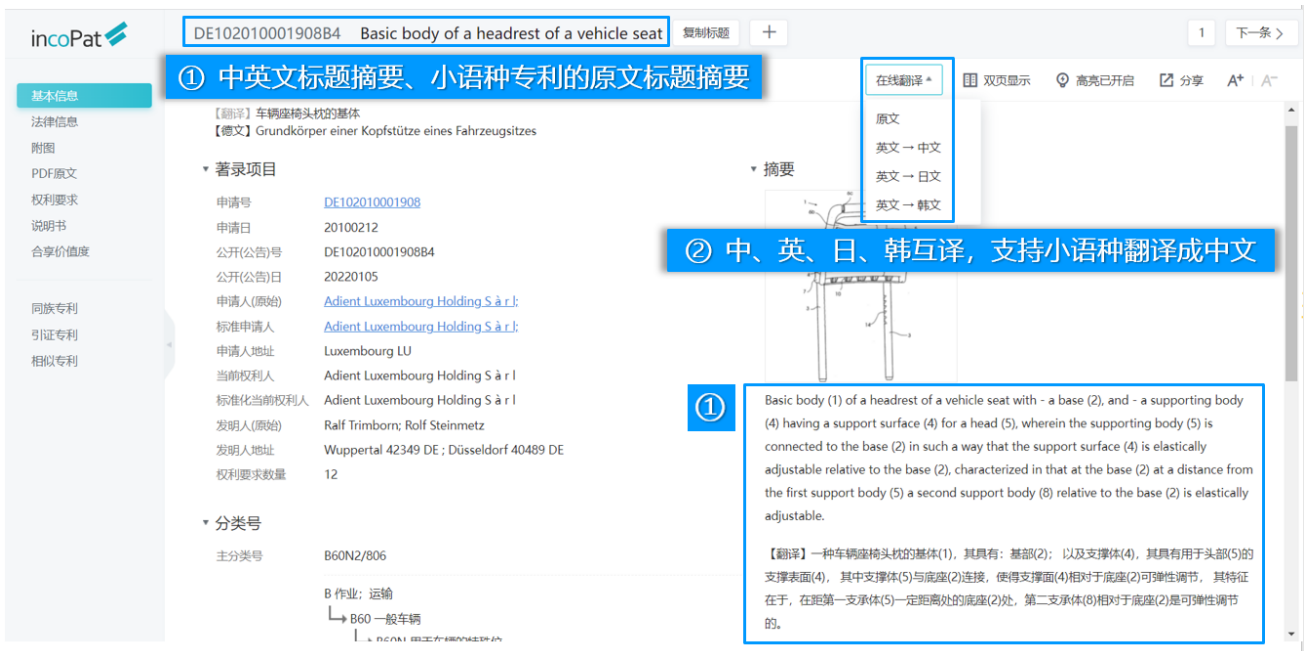 incoPat
DE102010001908B4 Basic body of a headrest of a vehicle seat 复制标题 +
1 下一条 >
① 中英文标题摘要、小语种专利的原文标题摘要
在线翻译 双页显示 高亮已开启 分享 A+ A-
原文
英文 → 中文
英文 → 日文
英文 → 韩文
基本信息
法律信息
附图
PDF原文
权利要求
说明书
合享价值度
同族专利
引证专利
相似专利
【翻译】车辆座椅头枕的基体
【德文】Grundkörper einer Kopfstütze eines Fahrzeugsitzes
著录项目
申请号 DE102010001908
申请日 20100212
公开(公告)号 DE102010001908B4
公开(公告)日 20220105
申请人(原始) Adient Luxembourg Holding S à r l;
标准申请人 Adient Luxembourg Holding S à r l;
申请人地址 Luxembourg LU
当前权利人 Adient Luxembourg Holding S à r l
标准化当前权利人 Adient Luxembourg Holding S à r l
发明人(原始) Ralf Trimborn; Rolf Steinmetz
发明人地址 Wuppertal 42349 DE ; Düsseldorf 40489 DE
权利要求数量 12
分类号
主分类号 B60N2/806
B 作业；运输
B60 一般车辆
B60N 用于车辆的特殊位
摘要
② 中、英、日、韩互译，支持小语种翻译成中文
①
Basic body (1) of a headrest of a vehicle seat with - a base (2), and - a supporting body
(4) having a support surface (4) for a head (5), wherein the supporting body (5) is
connected to the base (2) in such a way that the support surface (4) is elastically
adjustable relative to the base (2), characterized in that at the base (2) at a distance from
the first support body (5) a second support body (8) relative to the base (2) is elastically
adjustable.
【翻译】一种车辆座椅头枕的基体(1)，其具有：基部(2)； 以及支撑体(4)，其具有用于头部(5)的
支撑表面(4)， 其中支撑体(5)与底座(2)连接，使得支撑面(4)相对于底座(2)可弹性调节， 其特征
在于，在距第一支承体(5)一定距离处的底座(2)处，第二支承体(8)相对于底座(2)是可弹性调节
的。